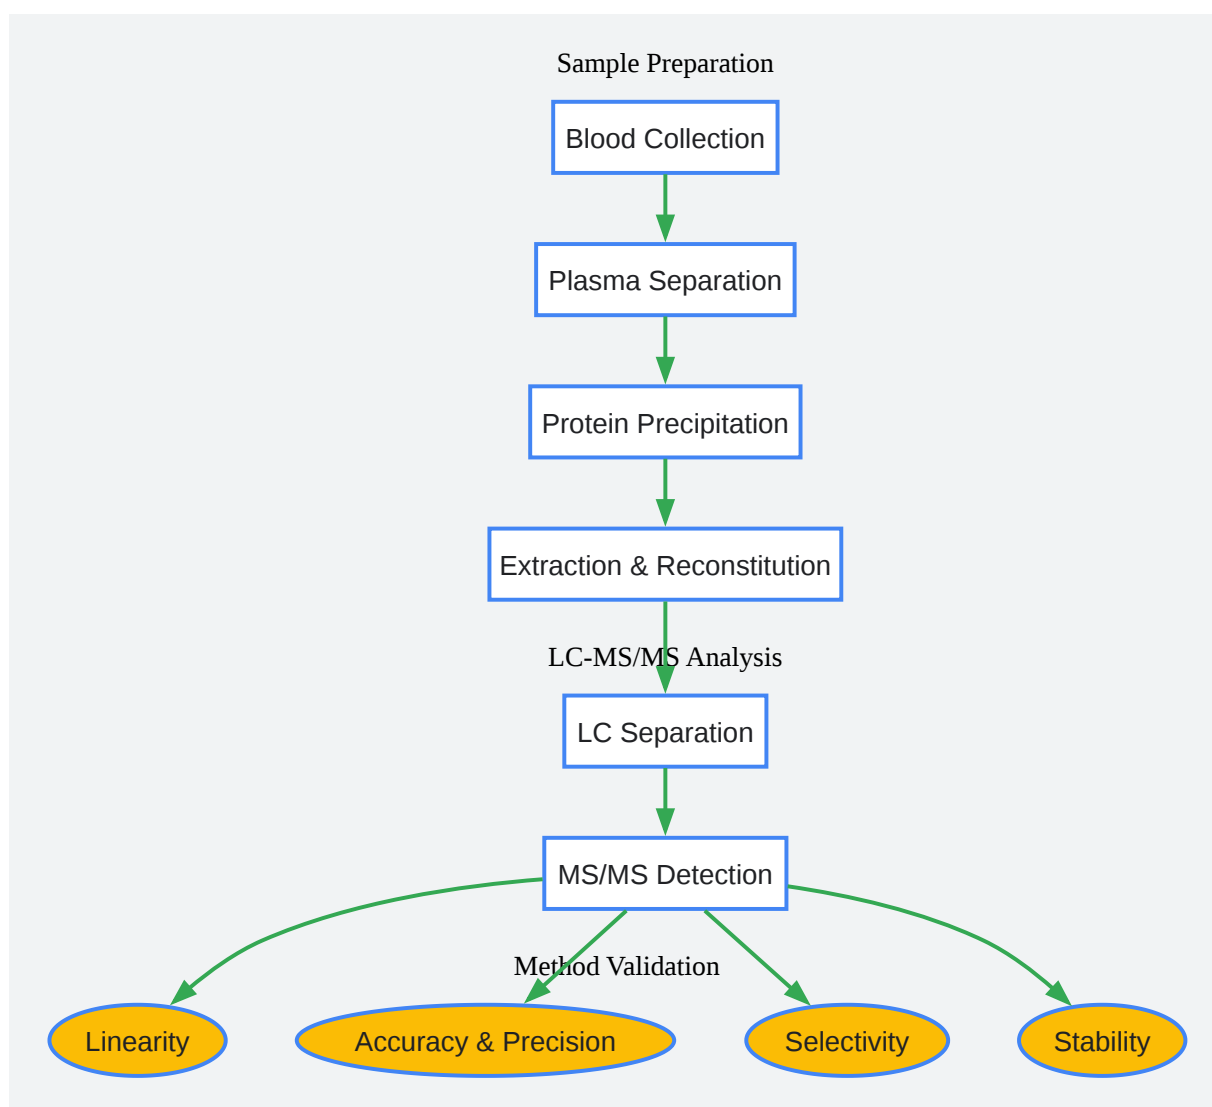 Sample Preparation
Blood Collection
Plasma Separation
Protein Precipitation
Extraction & Reconstitution
LC-MS/MS Analysis
LC Separation
MS/MS Detection
Method Validation
Linearity
Accuracy & Precision
Selectivity
Stability